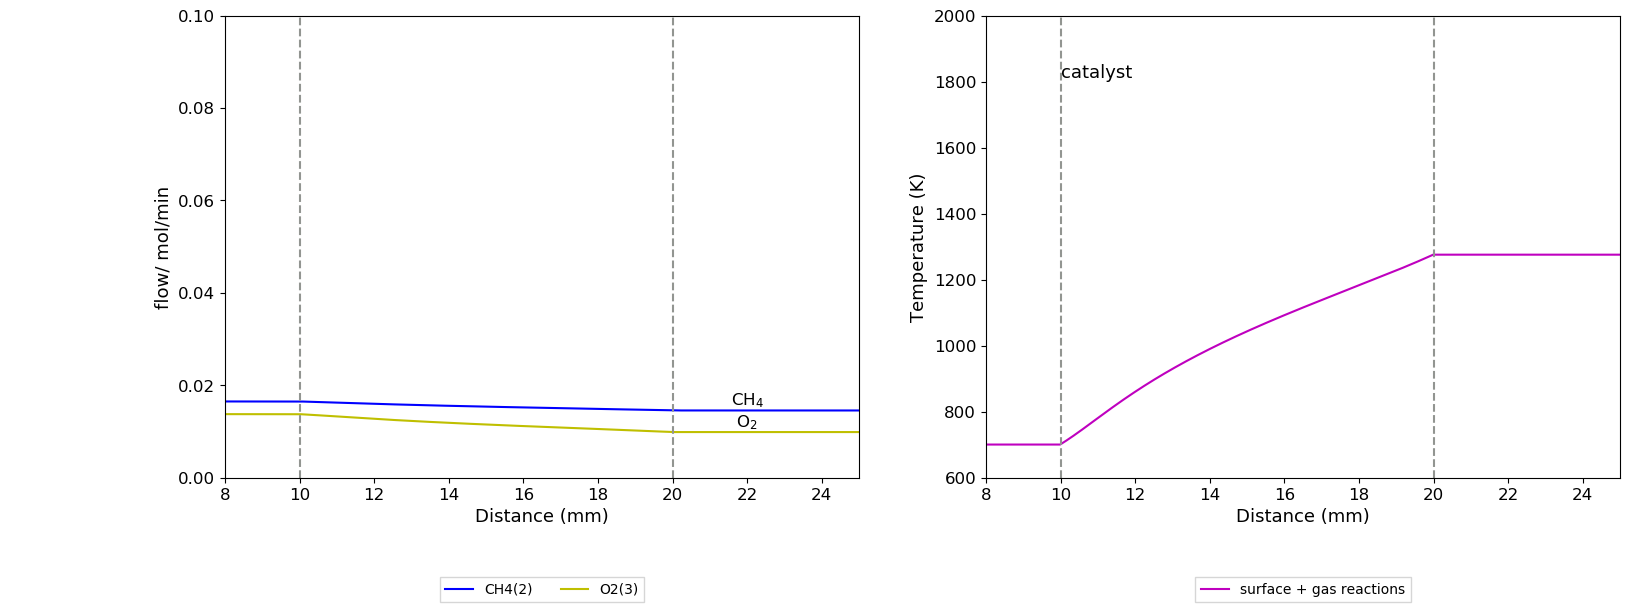 0.10
0.08
0.06
0.04
0.02
0.00
flow/ mol/min
8 10 12 14 16 18 20 22 24
Distance (mm)
CH₄
O₂
CH4(2) O2(3)
2000
1800
1600
1400
1200
1000
800
600
Temperature (K)
catalyst
8 10 12 14 16 18 20 22 24
Distance (mm)
surface + gas reactions